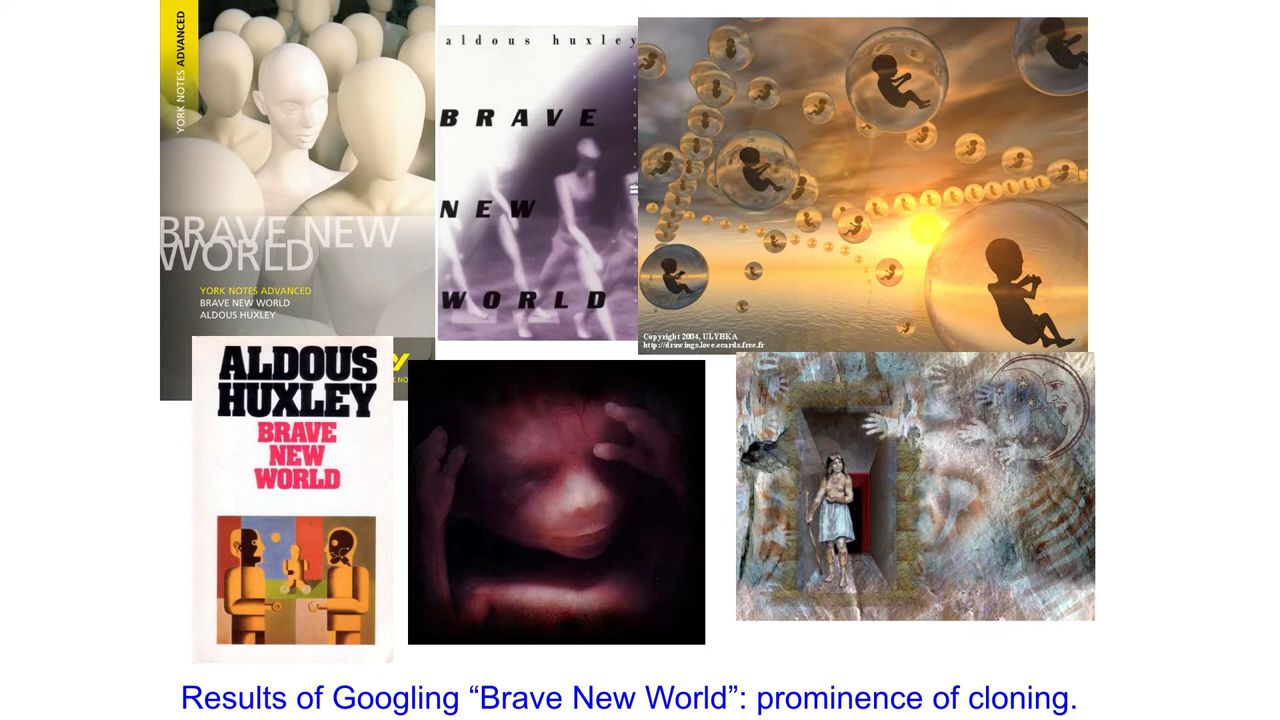 YORK NOTES ADVANCED
BRAVE NEW
WORLD
YORK NOTES ADVANCED
BRAVE NEW WORLD
ALDOUS HUXLEY
aldous huxley
BRAVE
NEW
WORLD
Copyright 2004, ULYBKA
http://drawings.love.ecards.free.fr
ALDOUS
HUXLEY
BRAVE
NEW
WORLD
Results of Googling “Brave New World”: prominence of cloning.